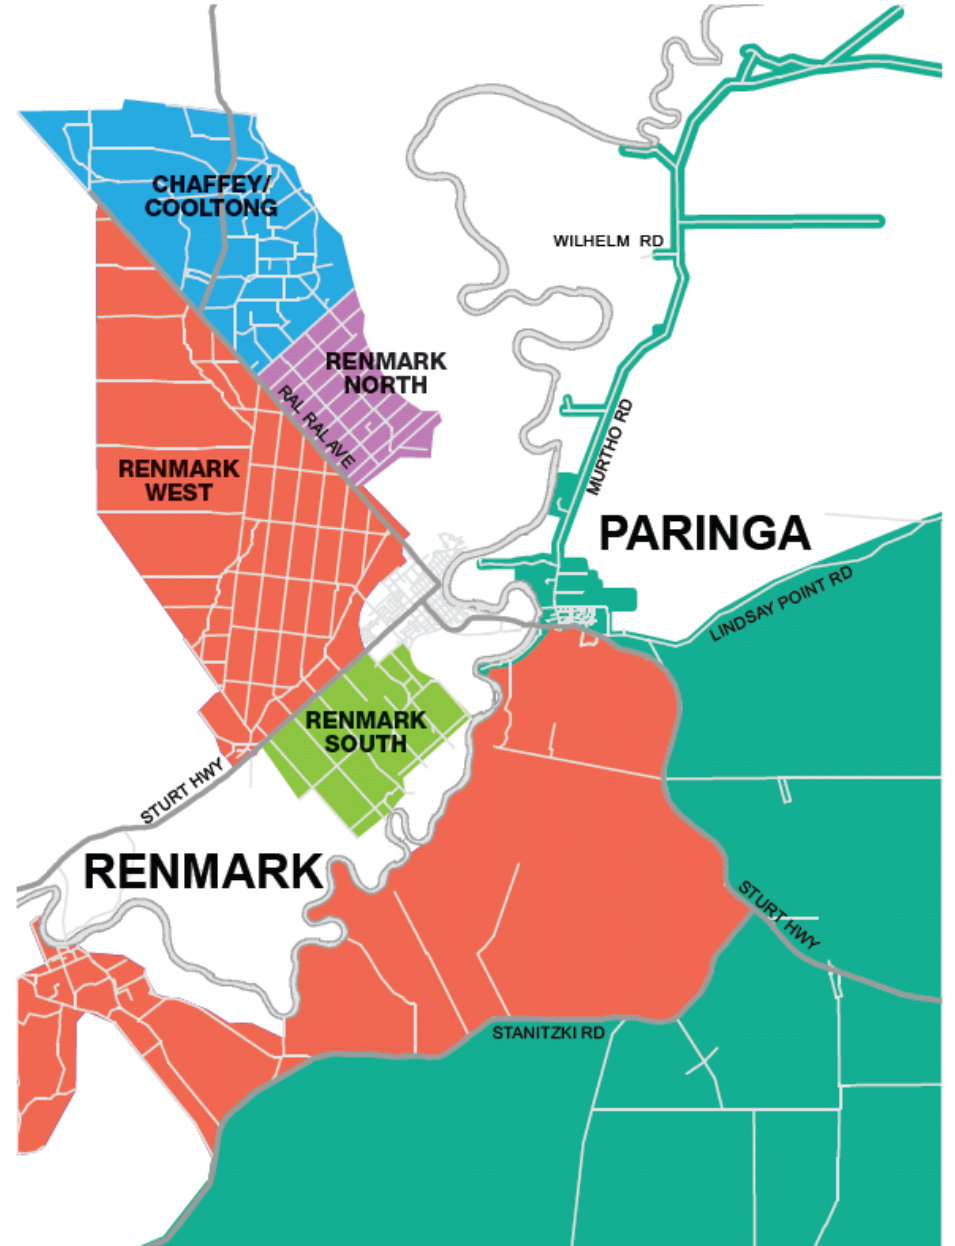 CHAFFEY/
COOLTONG
WILHELM RD
RENMARK
NORTH
RAL RAL AVE
MURTHO RD
RENMARK
WEST
PARINGA
LINDSAY POINT RD
RENMARK
SOUTH
STURT HWY
RENMARK
STURT HWY
STANITZKI RD